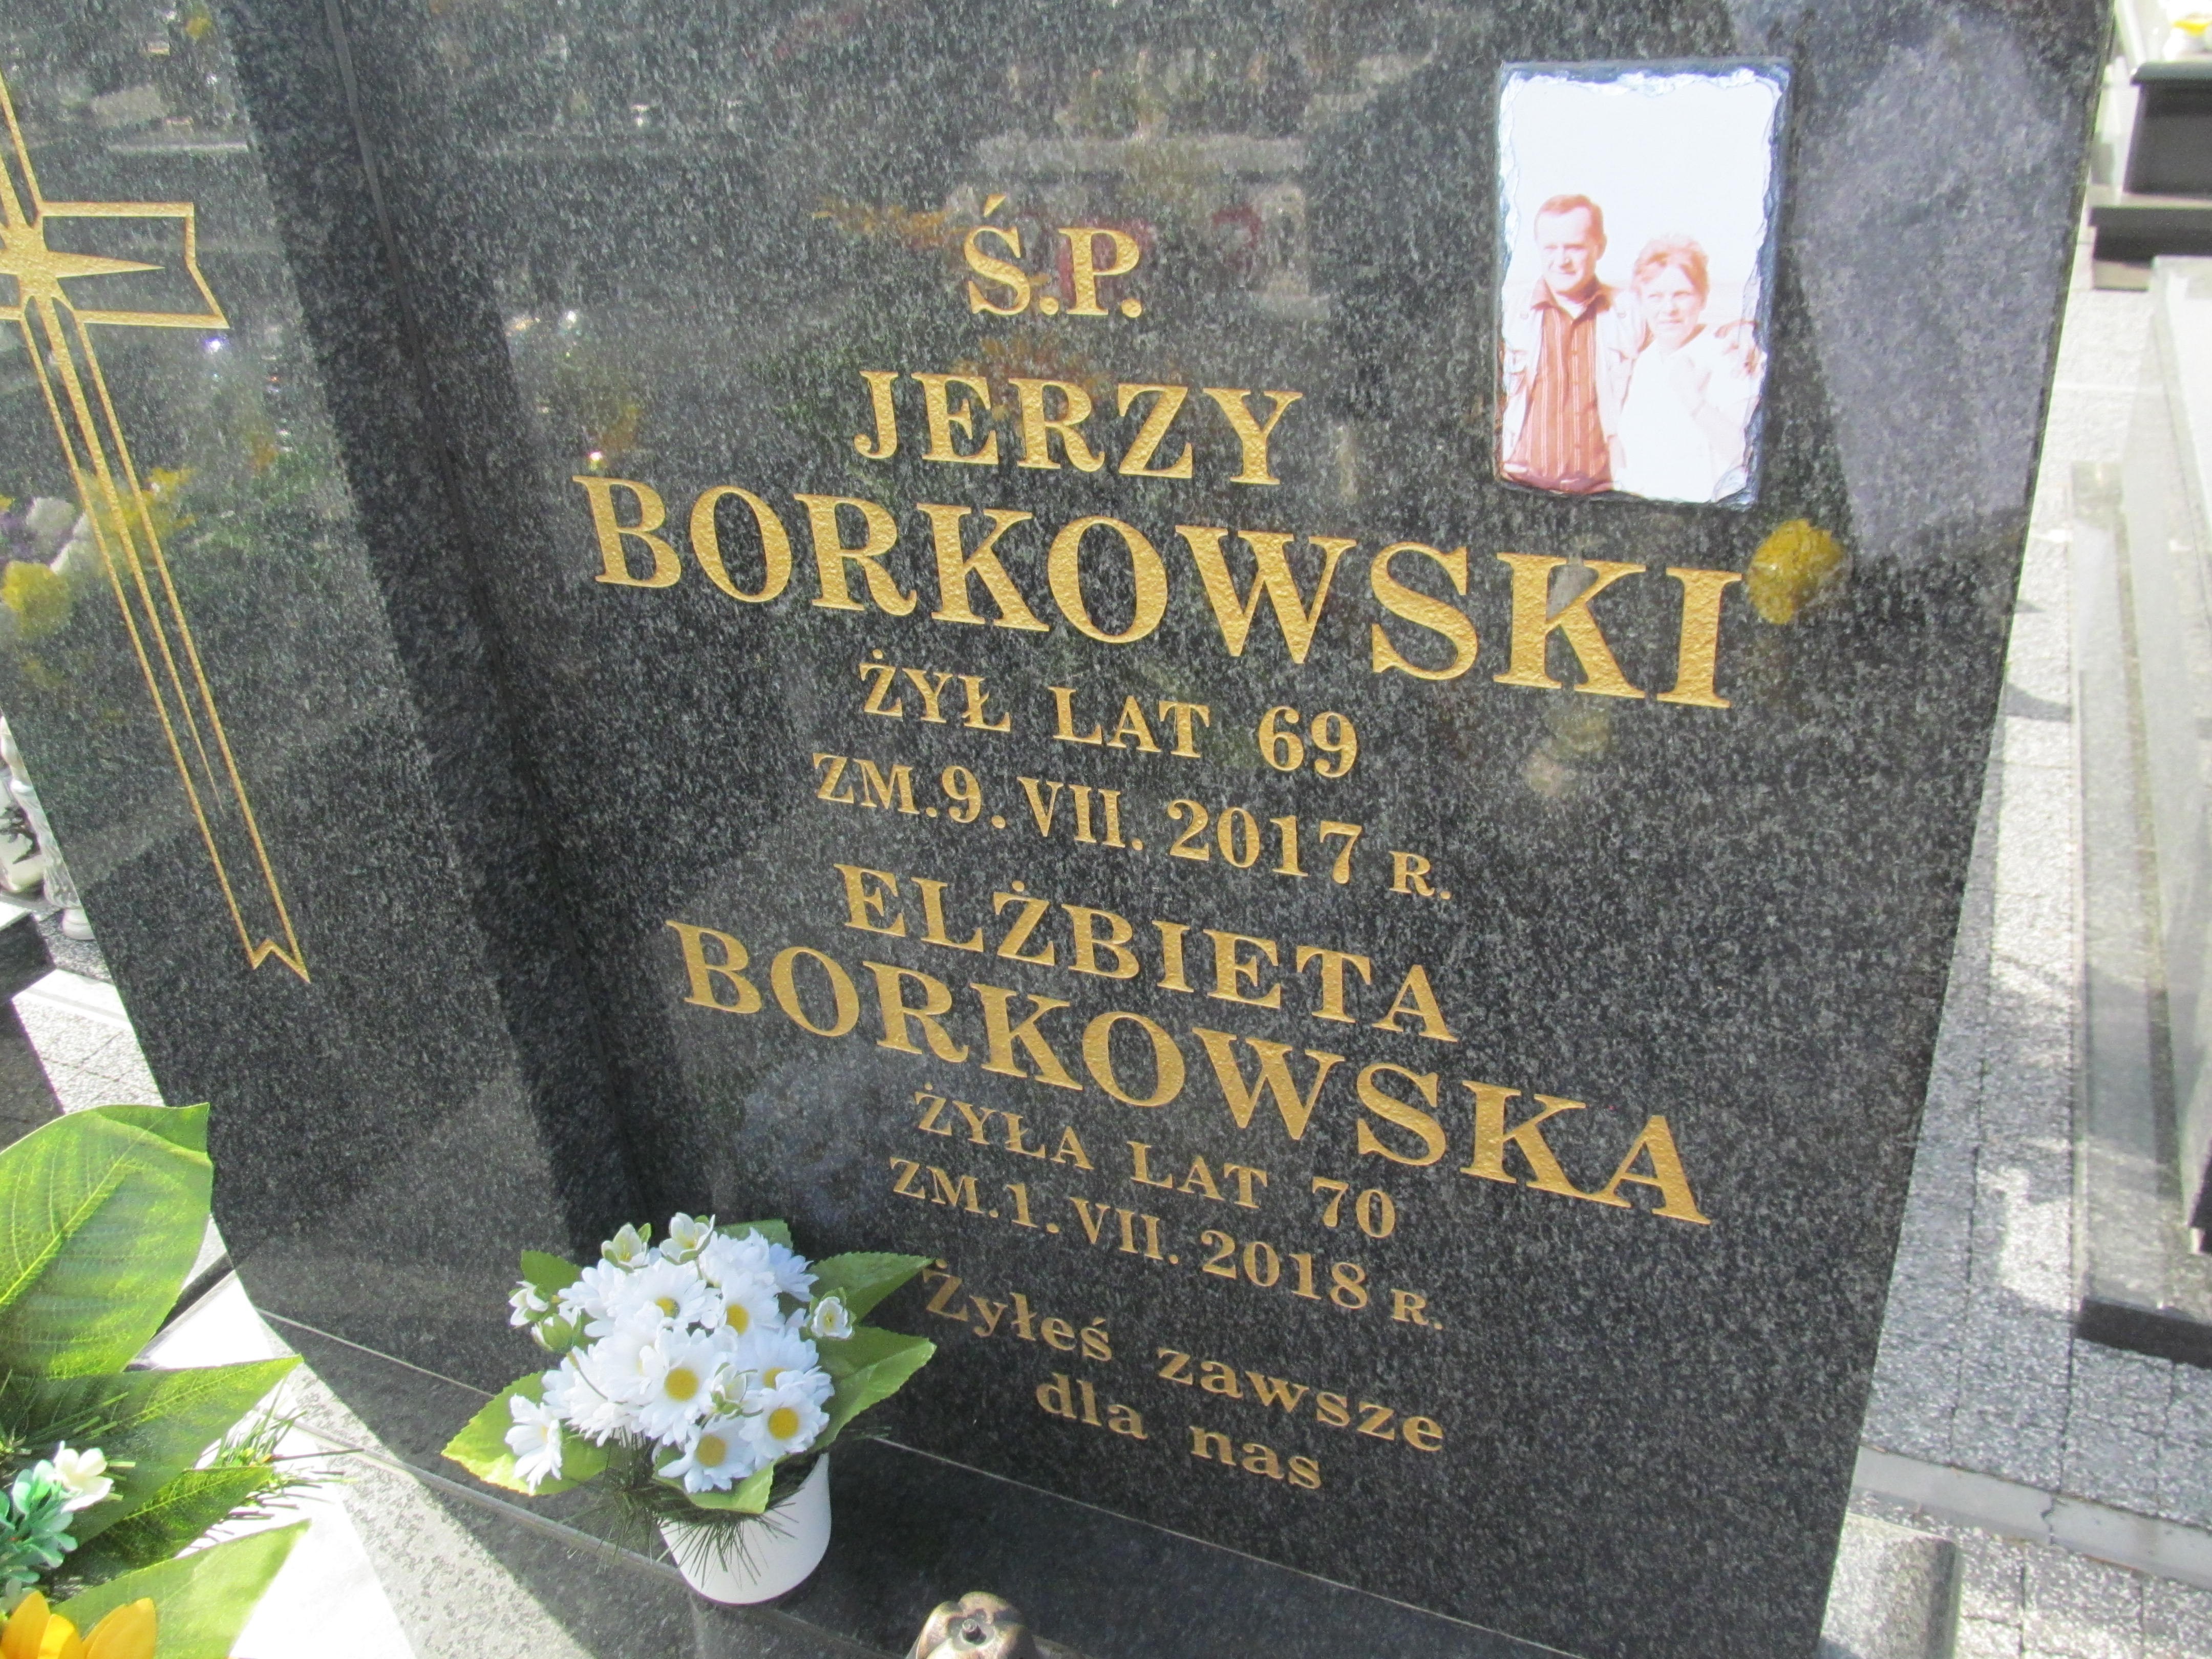 Ś.P.
JERZY
BORKOWSKI
ŻYŁ LAT 69
ZM. 9. VII. 2017 R.
ELŻBIETA
BORKOWSKA
ŻYŁA LAT 70
ZM. 1. VII. 2018 R.
Żyłeś zawsze
dla nas